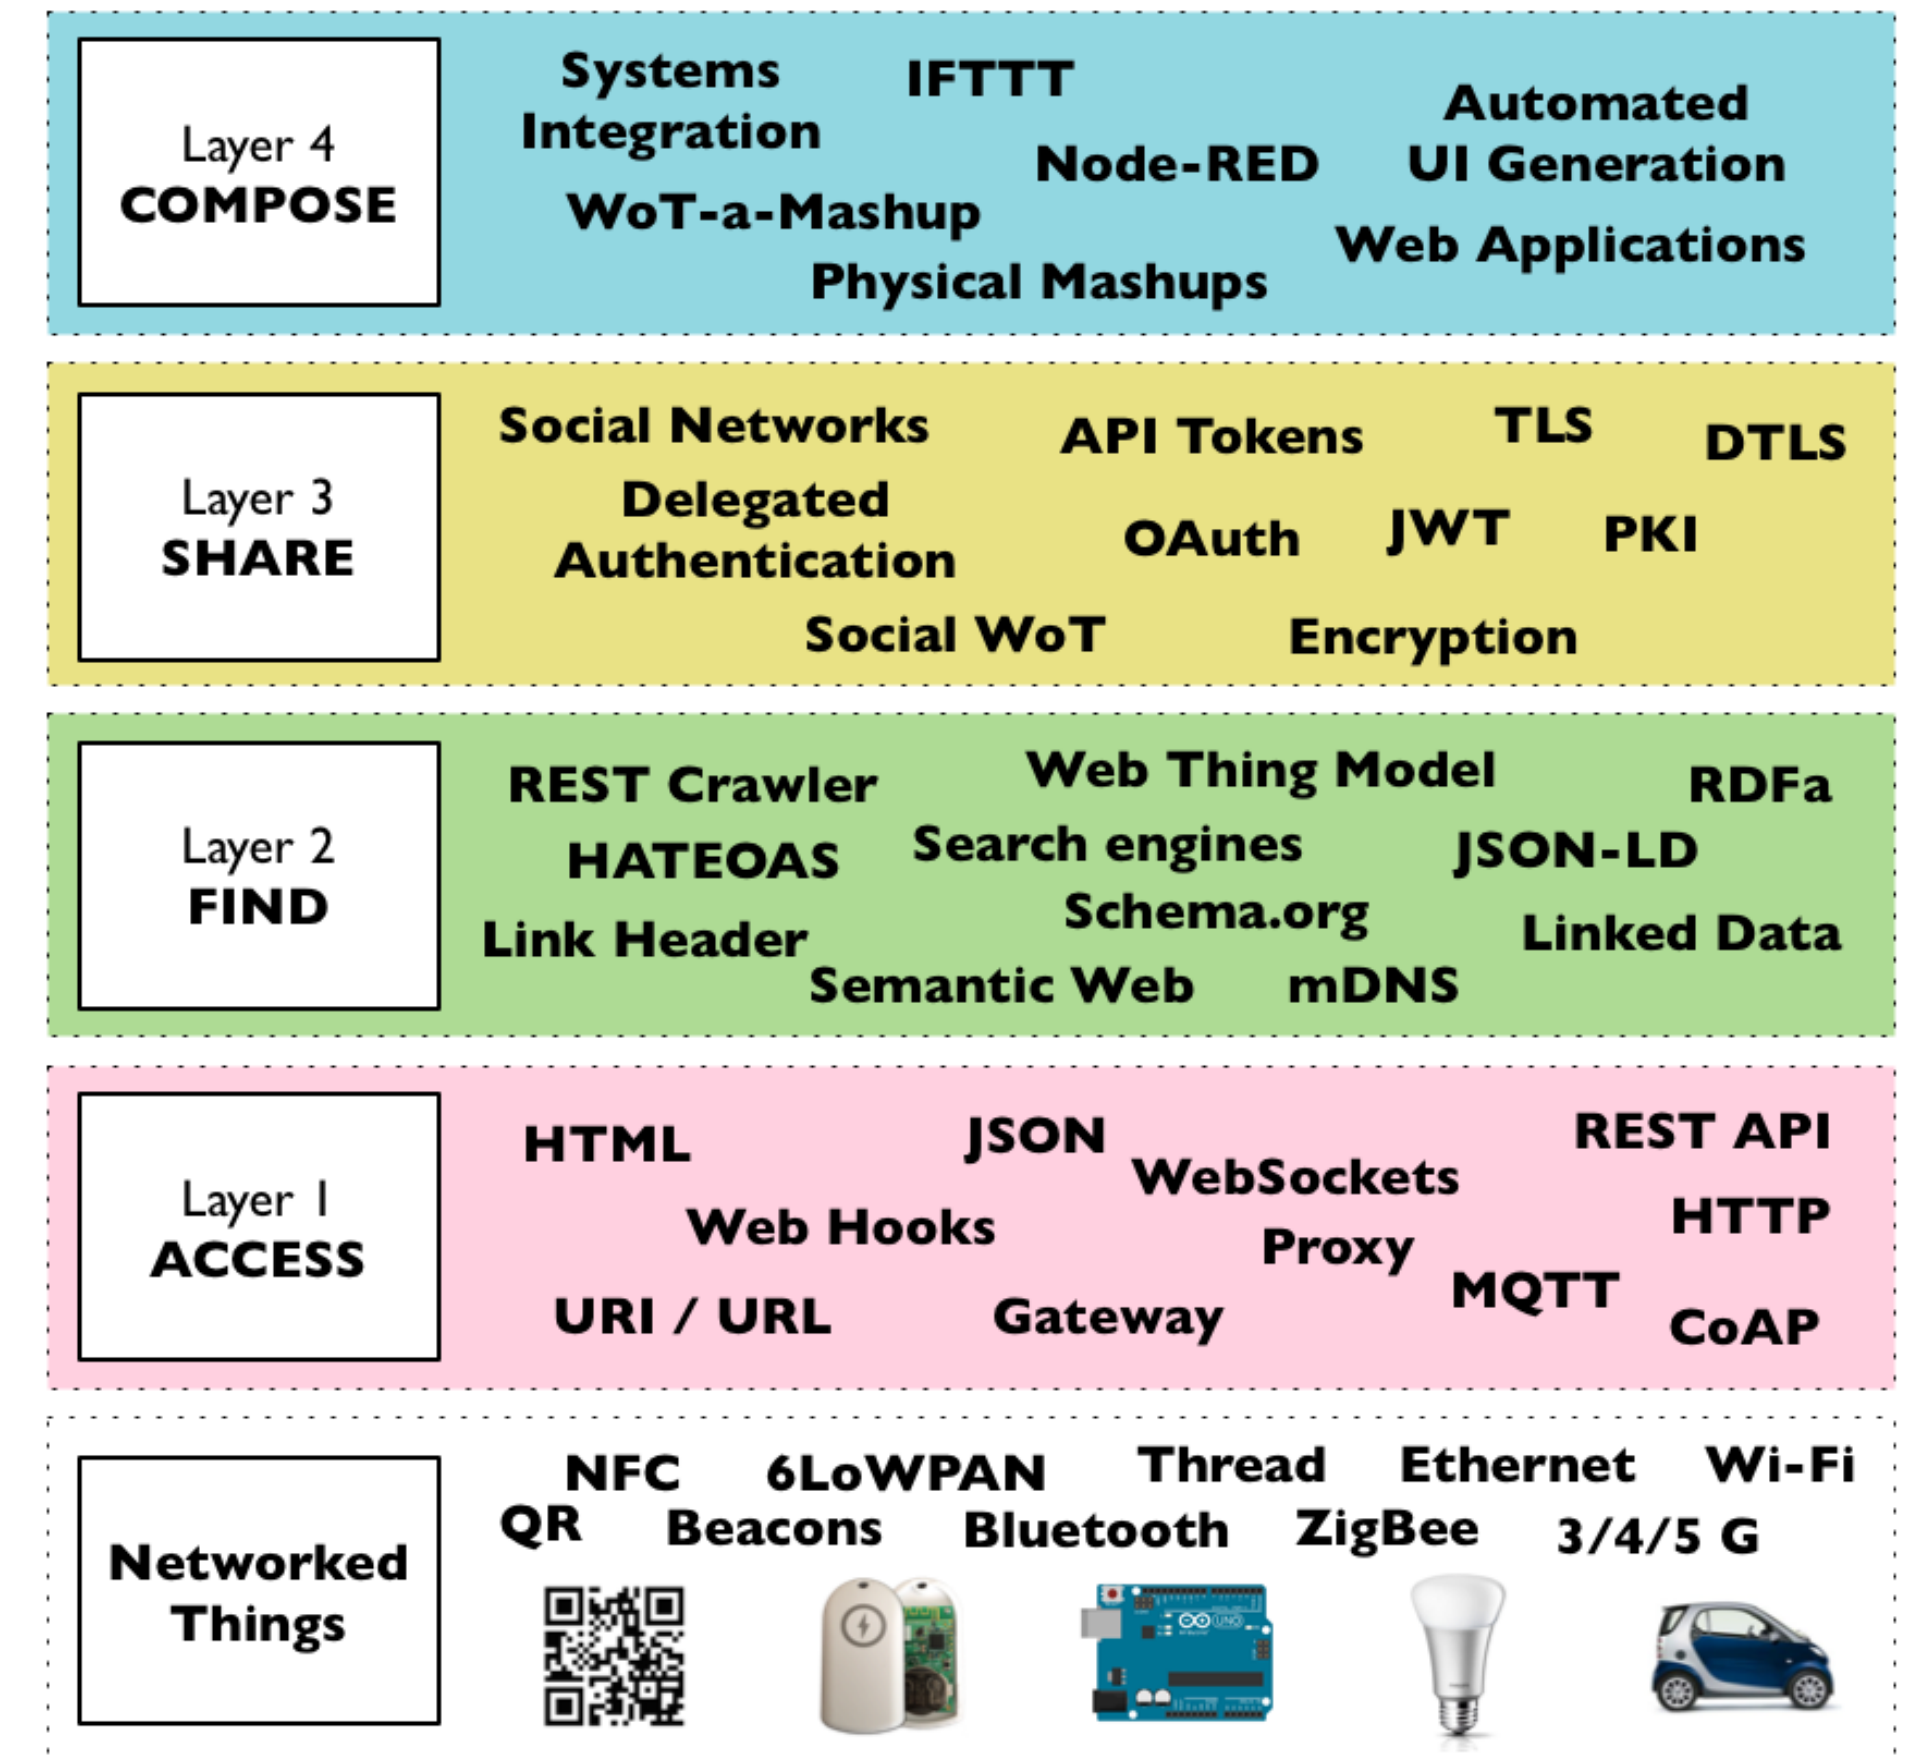 Layer 4
COMPOSE
Systems
Integration
IFTTT
Node-RED
Automated
UI Generation
WoT-a-Mashup
Web Applications
Physical Mashups
Layer 3
SHARE
Social Networks
API Tokens
TLS
DTLS
Delegated
Authentication
OAuth
JWT
PKI
Social WoT
Encryption
Layer 2
FIND
REST Crawler
Web Thing Model
RDFa
HATEOAS
Search engines
JSON-LD
Schema.org
Link Header
Linked Data
Semantic Web
mDNS
Layer 1
ACCESS
HTML
JSON
REST API
WebSockets
Web Hooks
HTTP
Proxy
MQTT
URI / URL
Gateway
CoAP
Networked
Things
NFC
6LoWPAN
Thread
Ethernet
Wi-Fi
QR
Beacons
Bluetooth
ZigBee
3/4/5 G
UNO